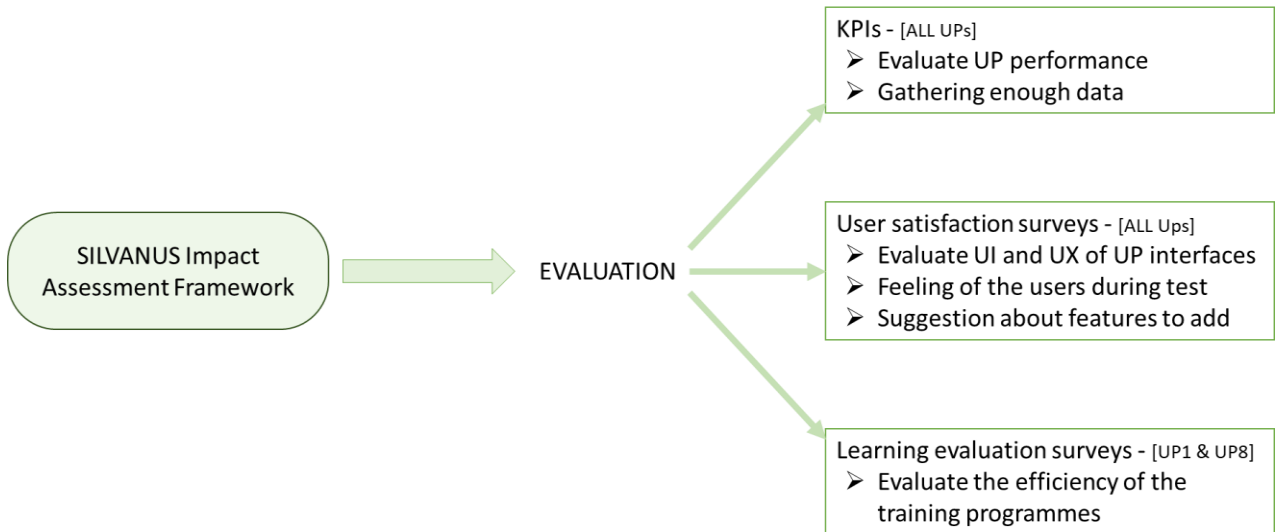 SILVANUS Impact
Assessment Framework
EVALUATION
KPIs - [ALL UPs]
➢ Evaluate UP performance
➢ Gathering enough data
User satisfaction surveys - [ALL Ups]
➢ Evaluate UI and UX of UP interfaces
➢ Feeling of the users during test
➢ Suggestion about features to add
Learning evaluation surveys - [UP1 & UP8]
➢ Evaluate the efficiency of the
training programmes